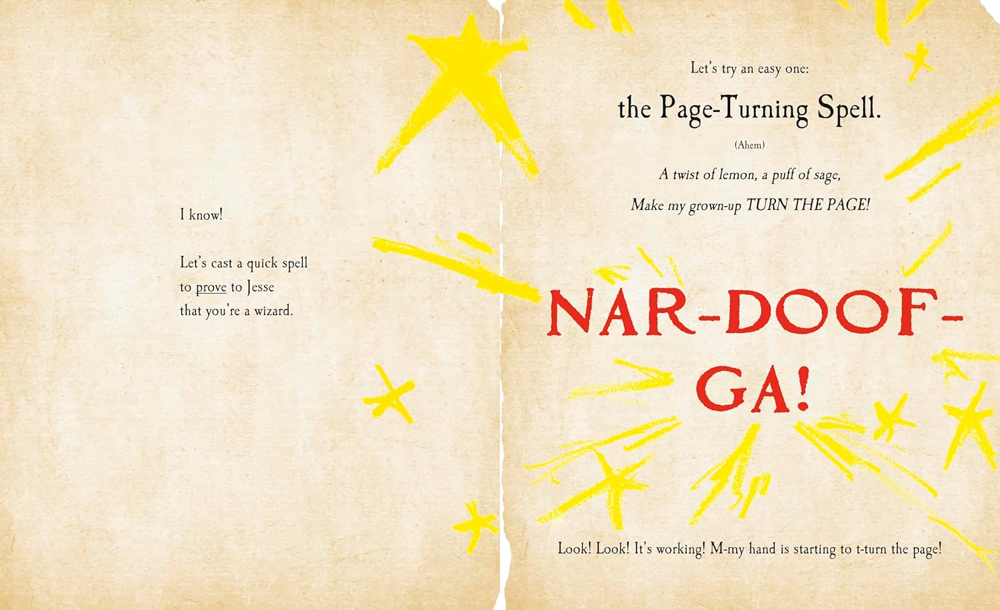 I know!
Let's cast a quick spell
to prove to Jesse
that you're a wizard.
Let's try an easy one:
the Page-Turning Spell.
(Ahem)
A twist of lemon, a puff of sage,
Make my grown-up TURN THE PAGE!
NAR-DOOF-
GA!
Look! Look! It's working! M-my hand is starting to t-turn the page!